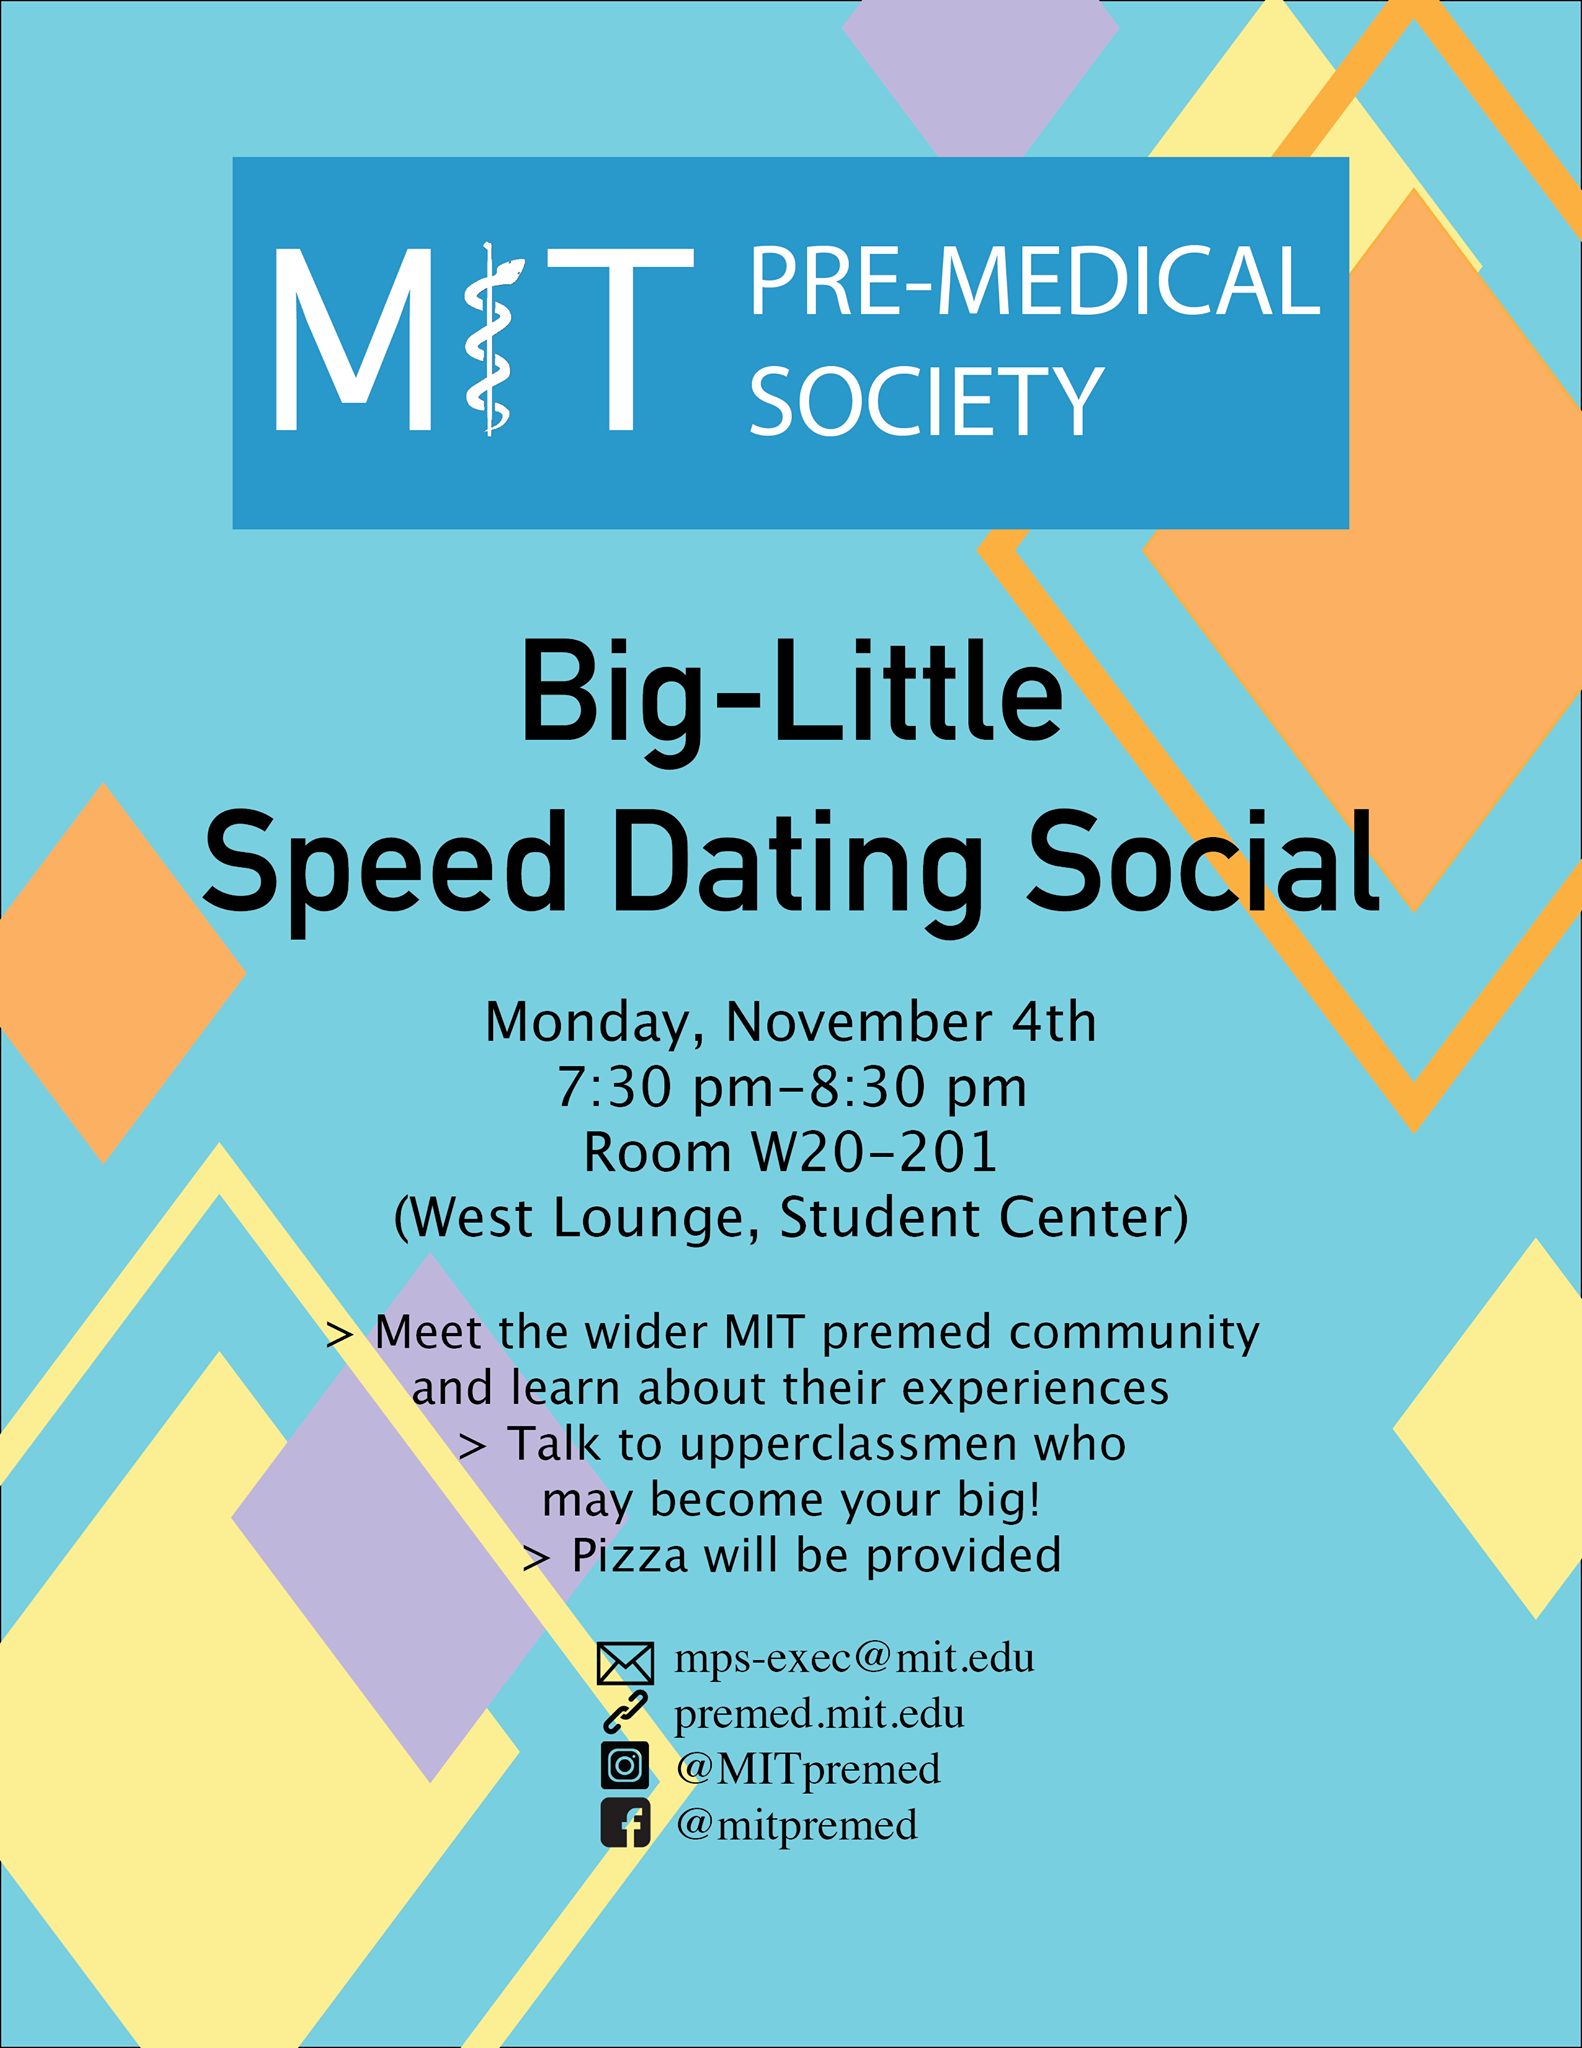 MIT PRE-MEDICAL
SOCIETY
Big-Little
Speed Dating Social
Monday, November 4th
7:30 pm-8:30 pm
Room W20-201
(West Lounge, Student Center)
> Meet the wider MIT premed community
and learn about their experiences
> Talk to upperclassmen who
may become your big!
> Pizza will be provided
mps-exec@mit.edu
premed.mit.edu
@MITpremed
@mitpremed